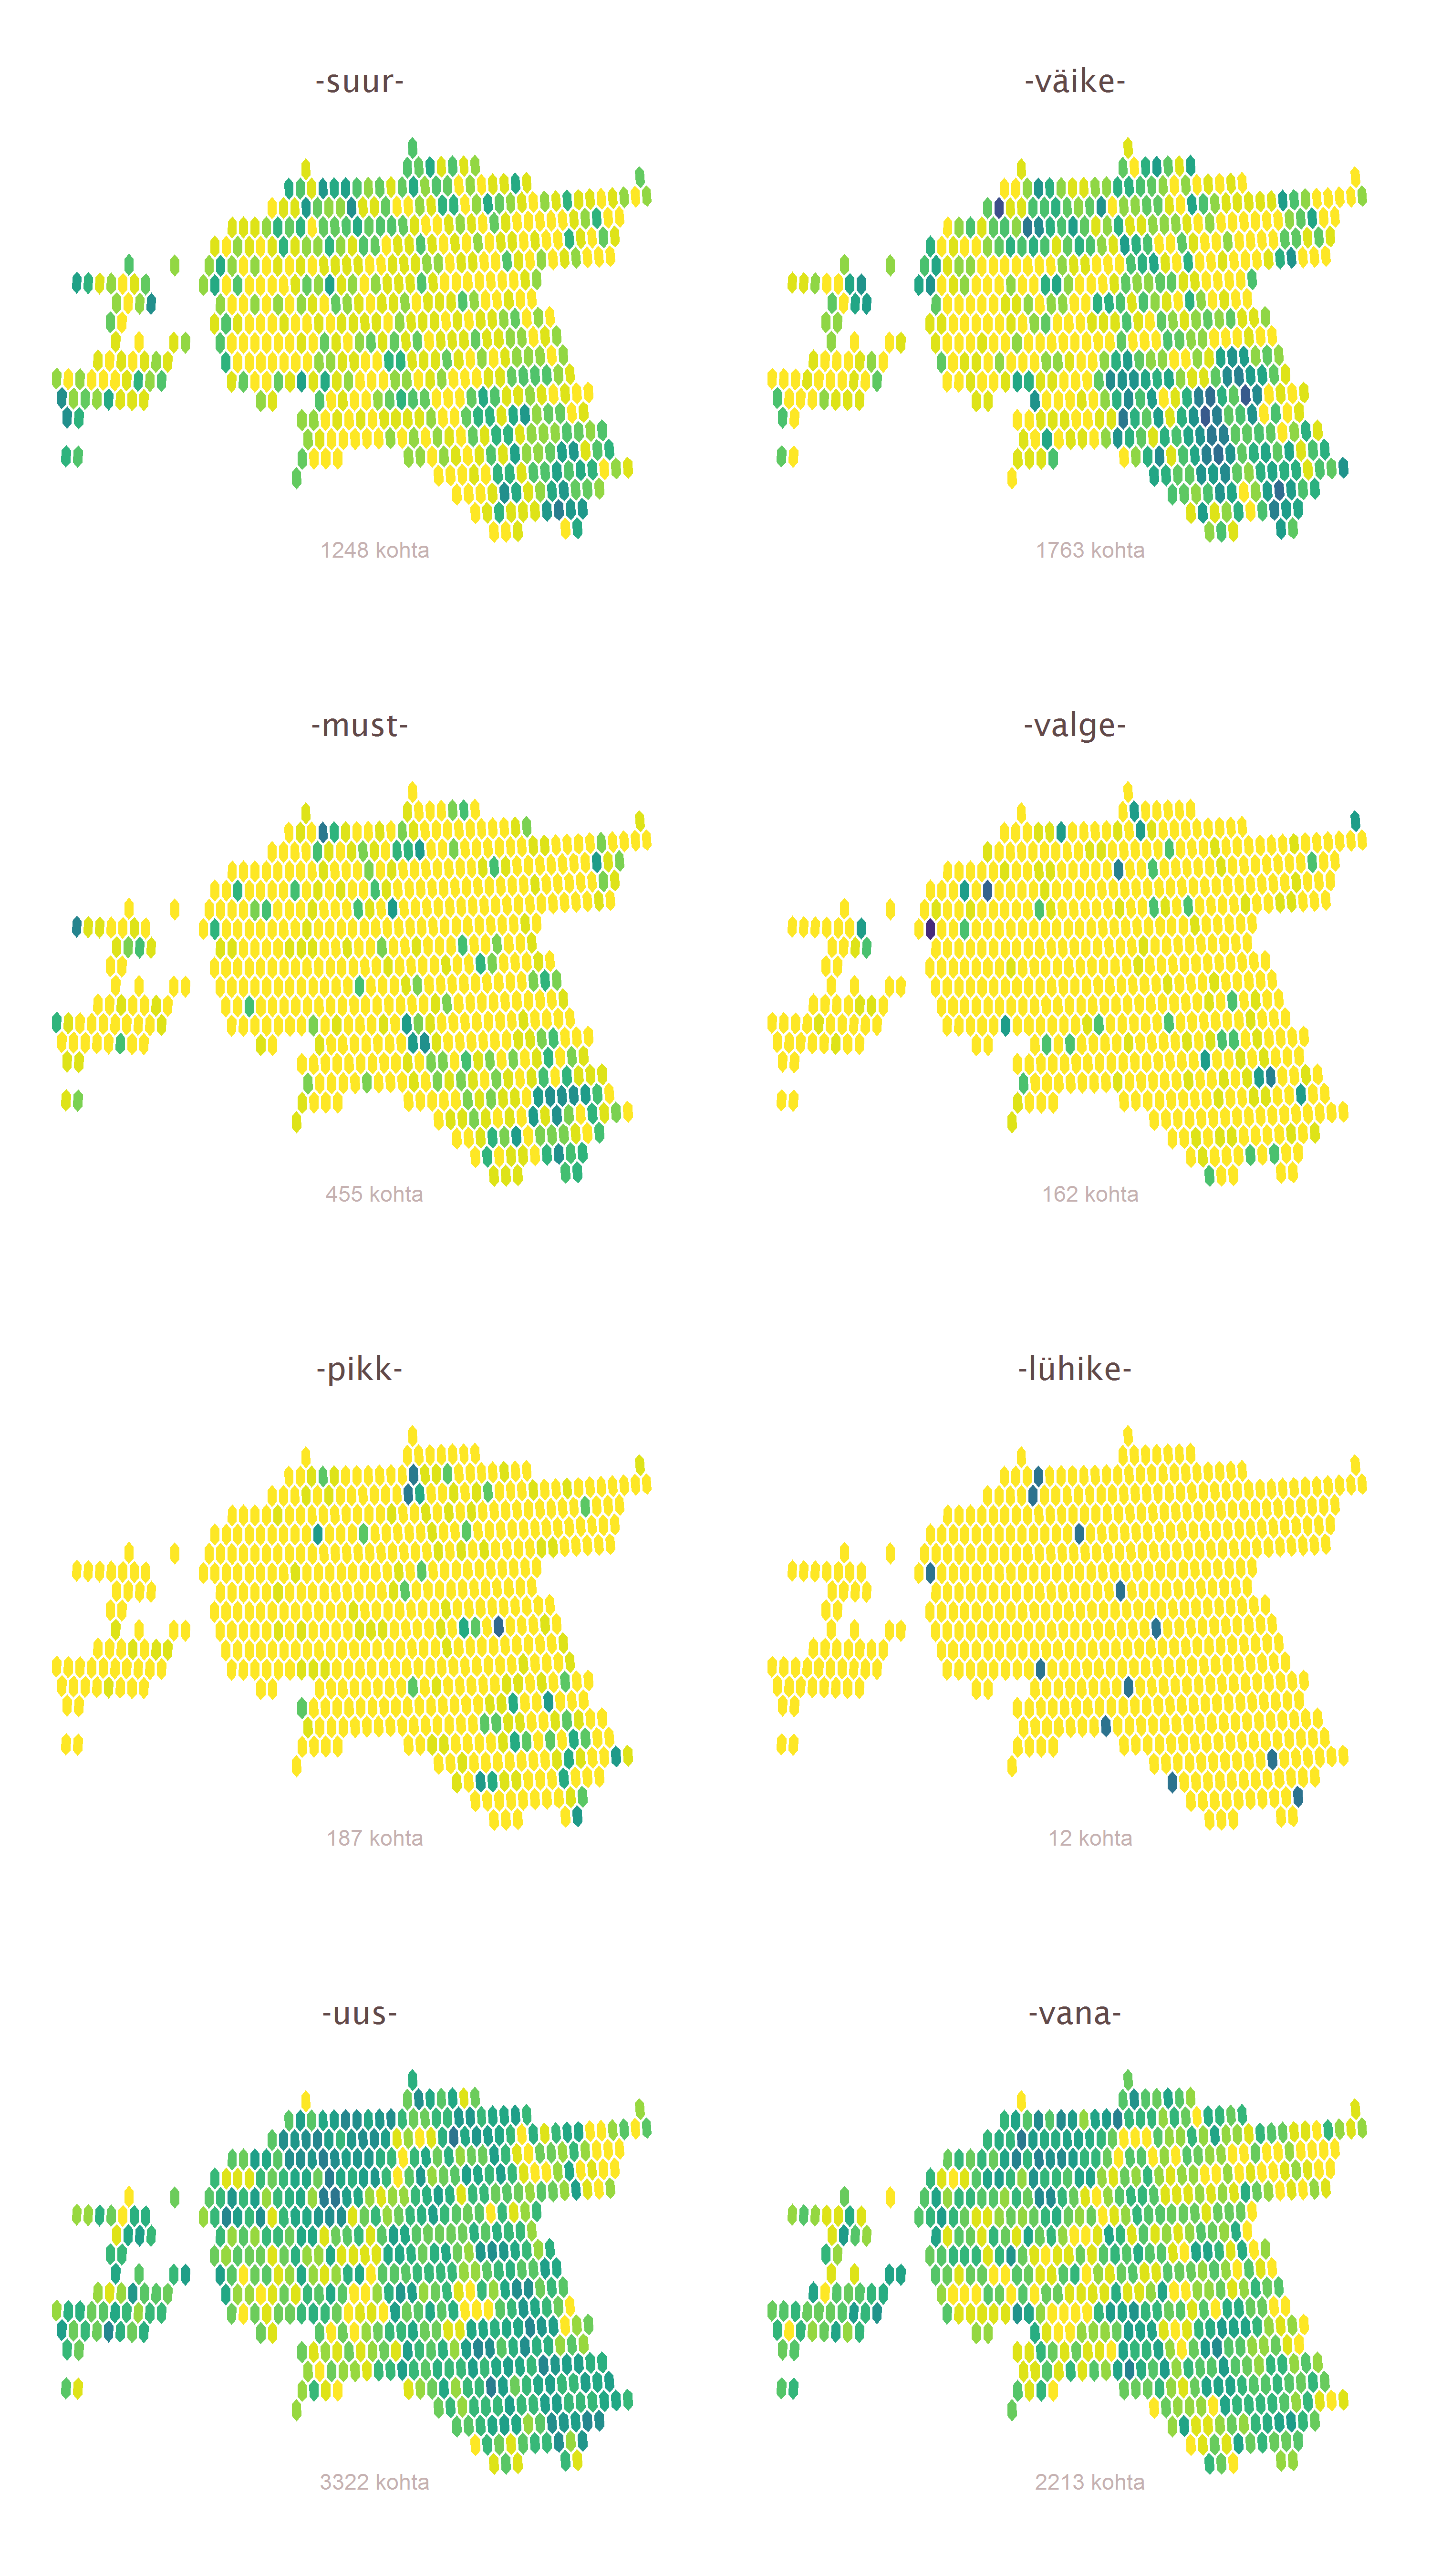 -suur-
-väike-
1248 kohta
1763 kohta
-must-
-valge-
455 kohta
162 kohta
-pikk-
-lühike-
187 kohta
12 kohta
-uus-
-vana-
3322 kohta
2213 kohta